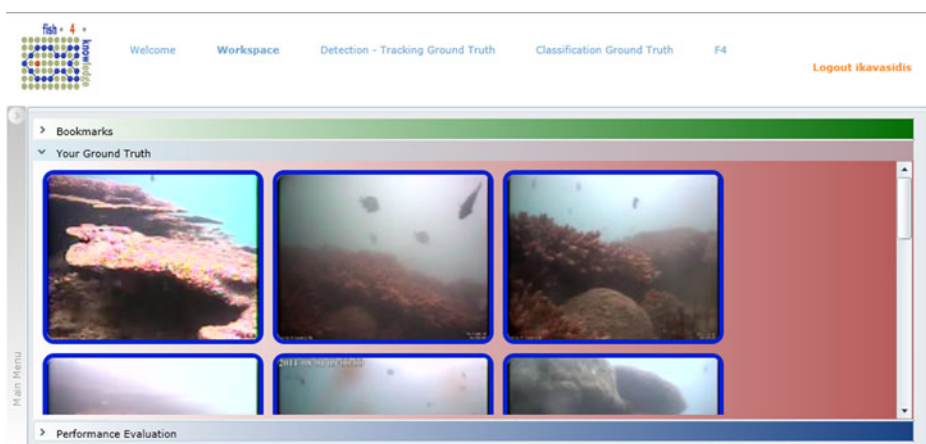 fish + 4 +
knowledge
Welcome
Workspace
Detection - Tracking Ground Truth
Classification Ground Truth
F4
Logout ikavasidis
Bookmarks
Your Ground Truth
Main Menu
Performance Evaluation